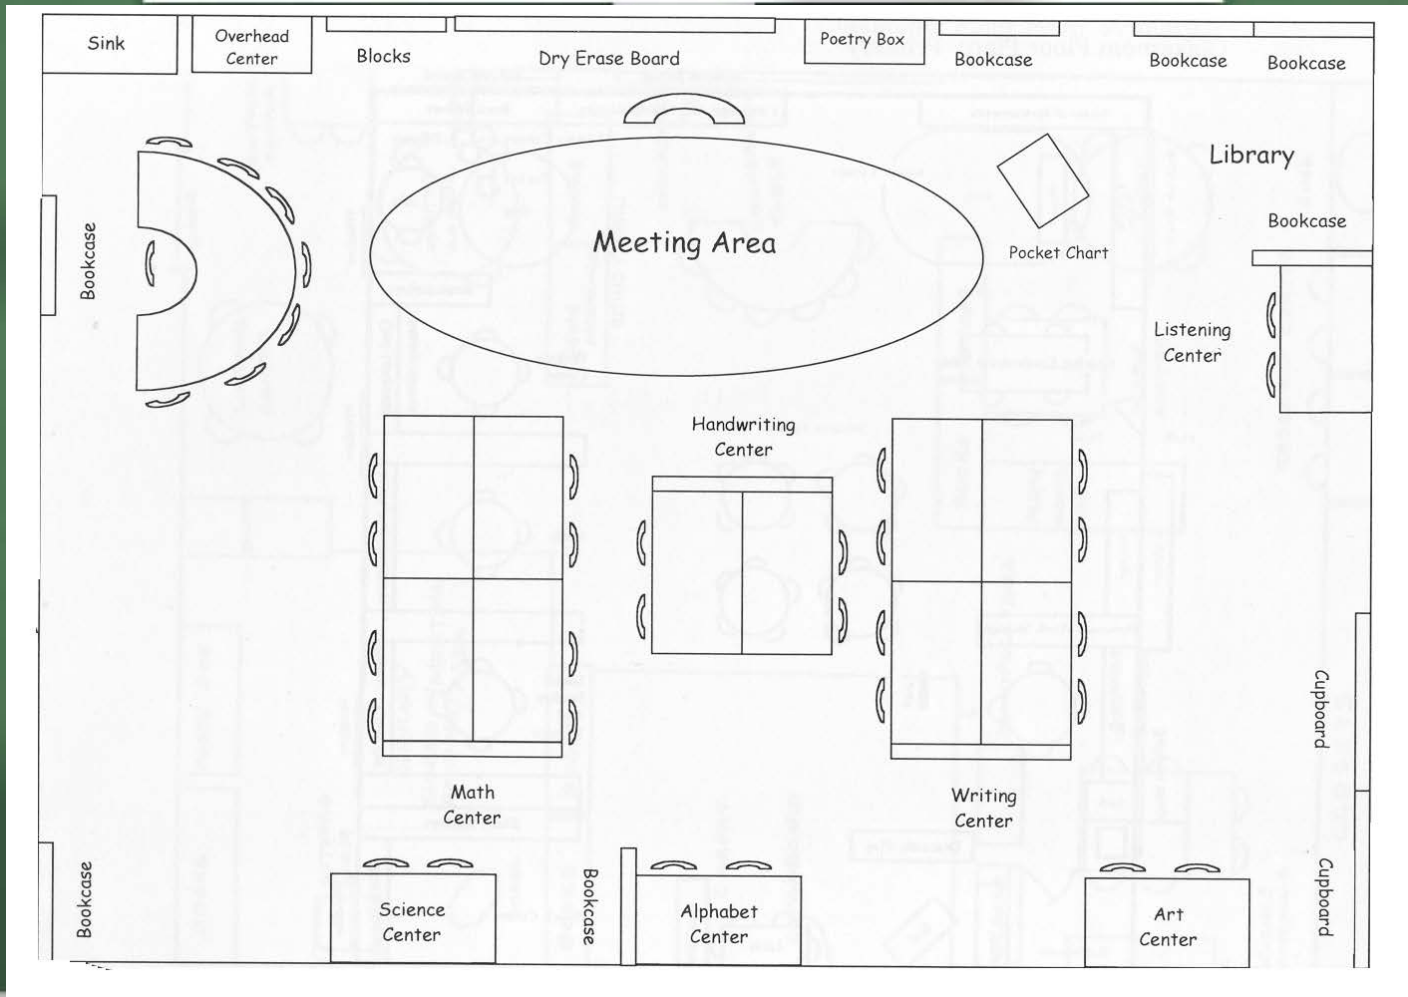 Sink
Overhead
Center
Blocks
Dry Erase Board
Poetry Box
Bookcase
Bookcase
Bookcase
Library
Bookcase
Meeting Area
Pocket Chart
Bookcase
Listening
Center
Handwriting
Center
Cupboard
Math
Center
Writing
Center
Bookcase
Science
Center
Bookcase
Alphabet
Center
Art
Center
Cupboard